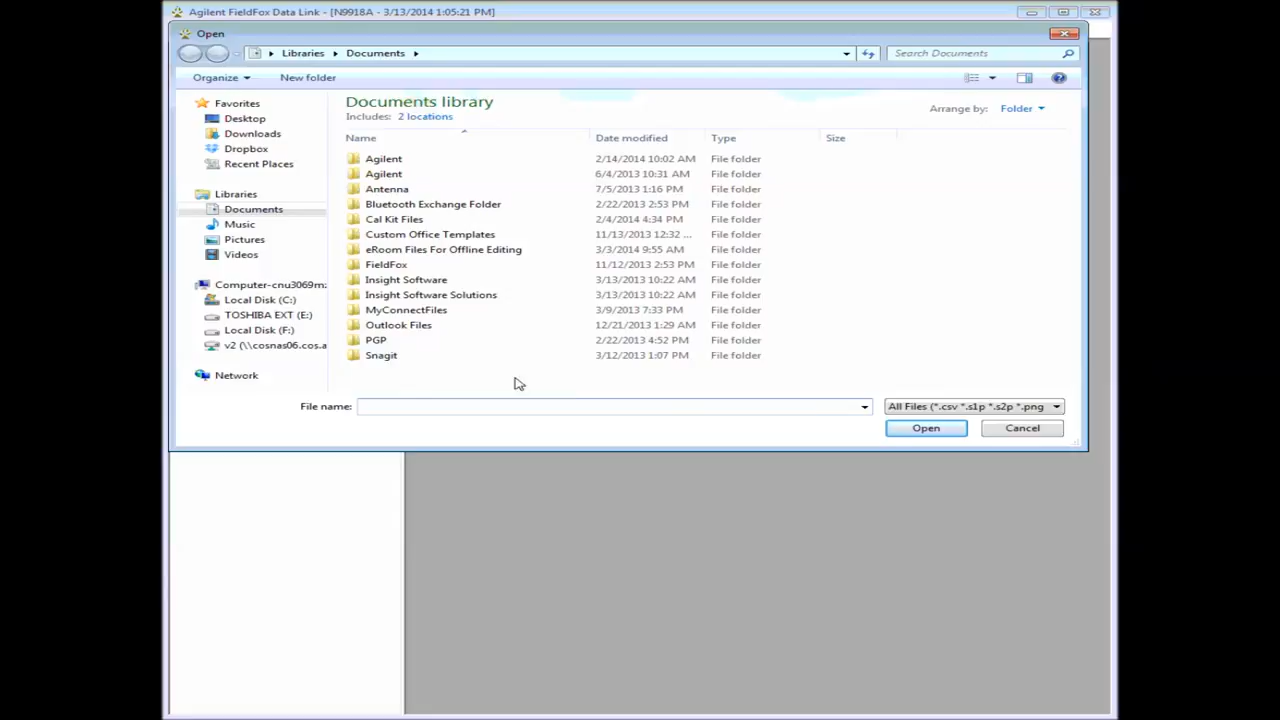 Agilent FieldFox Data Link - [N9918A - 3/13/2014 1:05:21 PM]
Open
Libraries Documents
Search Documents
Organize New folder
Favorites
Desktop
Downloads
Dropbox
Recent Places
Libraries
Documents
Music
Pictures
Videos
Computer-cnu3069m
Local Disk (C:)
TOSHIBA EXT (E:)
Local Disk (F:)
v2 (\\cosnas06.cos.a
Network
Documents library
Includes: 2 locations
Arrange by: Folder
Name Date modified Type Size
Agilent 2/14/2014 10:02 AM File folder
Agilent 6/4/2013 10:31 AM File folder
Antenna 7/5/2013 1:16 PM File folder
Bluetooth Exchange Folder 2/22/2013 2:53 PM File folder
Cal Kit Files 2/4/2014 4:34 PM File folder
Custom Office Templates 11/13/2013 12:32 ... File folder
eRoom Files For Offline Editing 3/3/2014 9:55 AM File folder
FieldFox 11/12/2013 2:53 PM File folder
Insight Software 3/13/2013 10:22 AM File folder
Insight Software Solutions 3/13/2013 10:22 AM File folder
MyConnectFiles 3/9/2013 7:33 PM File folder
Outlook Files 12/21/2013 1:29 AM File folder
PGP 2/22/2013 4:52 PM File folder
Snagit 3/12/2013 1:07 PM File folder
File name:
All Files (*.csv *.s1p *.s2p *.png
Open Cancel